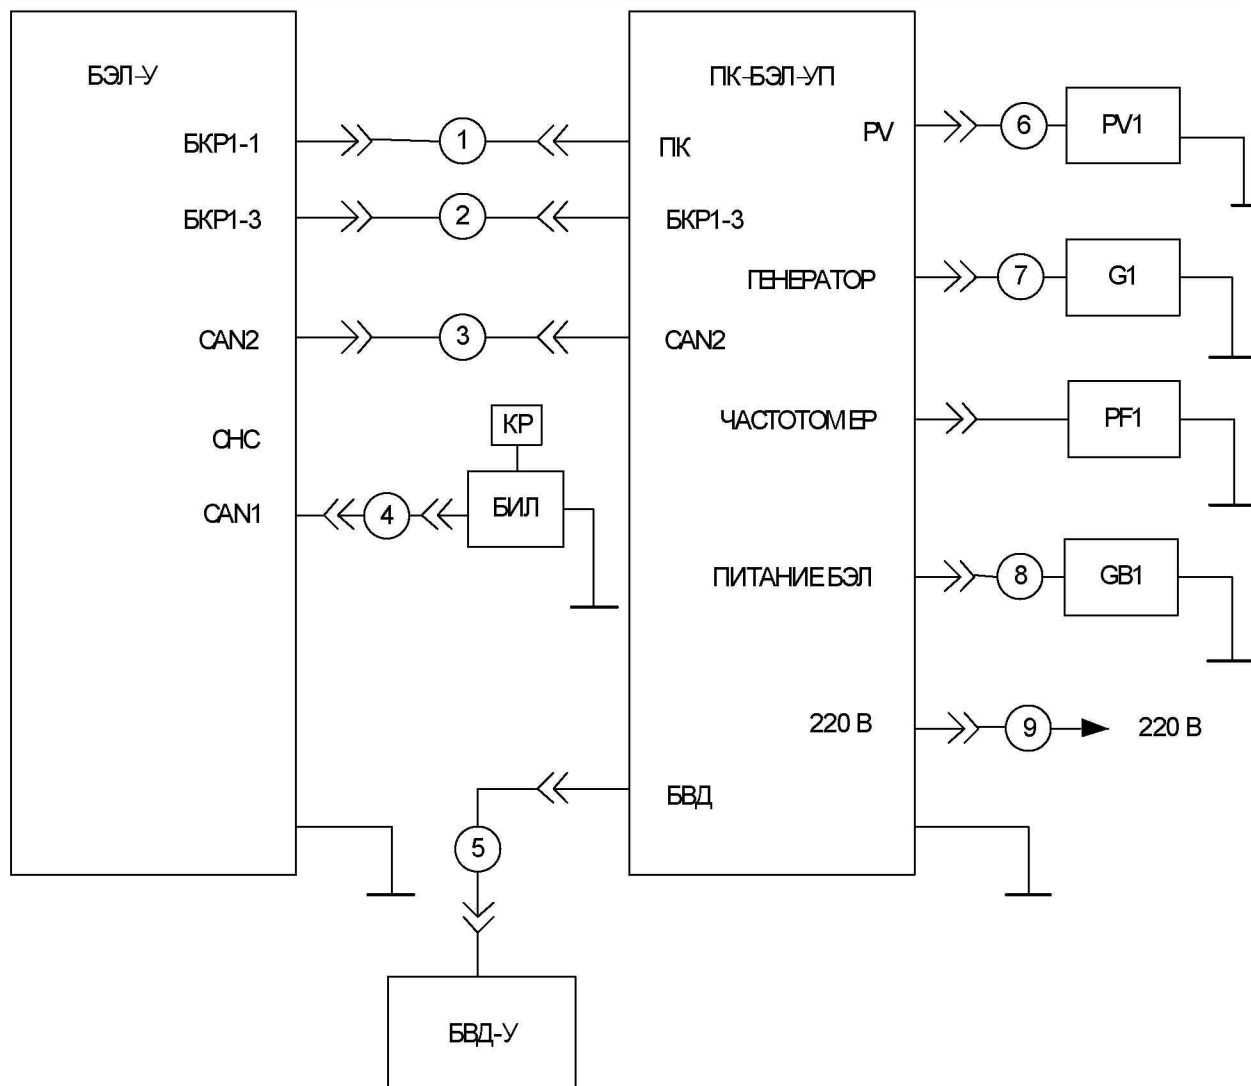 БЭЛ-У
ПК-БЭЛ-УП
БКР1-1
1
ПК
PV
6
PV1
БКР1-3
2
БКР1-3
ГЕНЕРАТОР
7
G1
CAN2
3
CAN2
ЧАСТОТОМЕР
PF1
КР
СНС
CAN1
4
БИЛ
ПИТАНИЕ БЭЛ
8
GB1
220 В
9
220 В
БВД
5
БВД-У